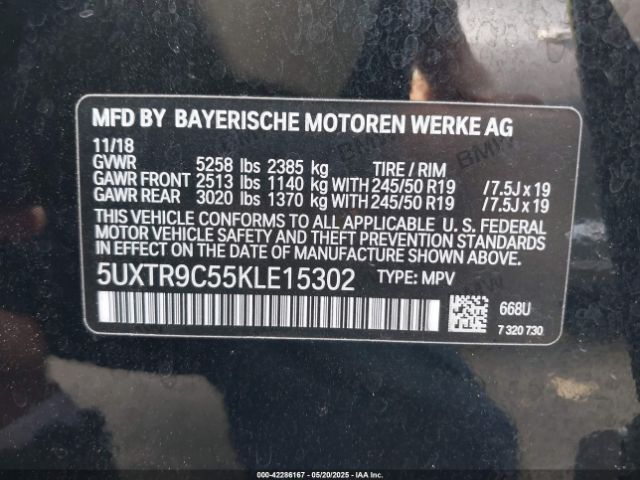 MFD BY BAYERISCHE MOTOREN WERKE AG
11/18
GVWR 5258 lbs 2385 kg TIRE / RIM
GAWR FRONT 2513 lbs 1140 kg WITH 245/50 R19 /7.5J x 19
GAWR REAR 3020 lbs 1370 kg WITH 245/50 R19 /7.5J x 19
THIS VEHICLE CONFORMS TO ALL APPLICABLE U. S. FEDERAL
MOTOR VEHICLE SAFETY AND THEFT PREVENTION STANDARDS
IN EFFECT ON DATE OF MANUFACTURE SHOWN ABOVE.
5UXTR9C55KLE15302 TYPE: MPV
668U
7 320 730
000-42286167 - 05/20/2025 - IAAI.COM